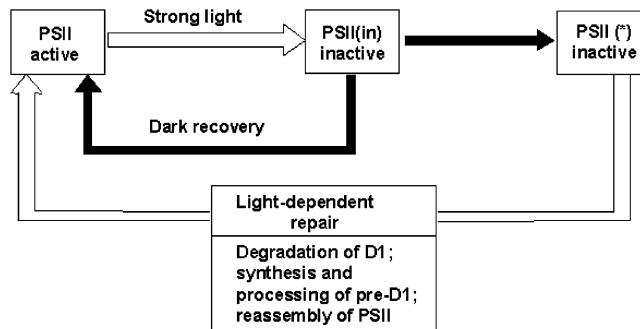 Strong light
PSII
active
PSII(in)
inactive
PSII (*)
inactive
Dark recovery
Light-dependent
repair
Degradation of D1;
synthesis and
processing of pre-D1;
reassembly of PSII